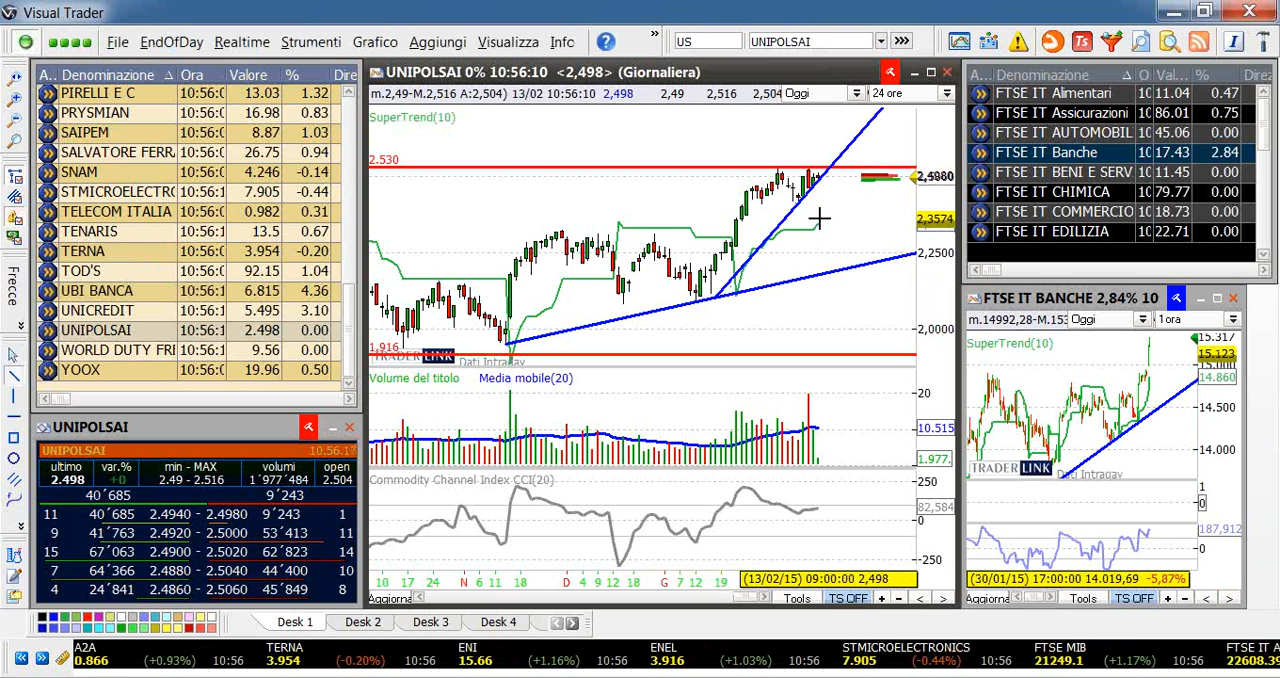 Visual Trader
File EndOfDay Realtime Strumenti Grafico Aggiungi Visualizza Info ? » US UNIPOLSAI
A.. Denominazione Ora Valore % Dire
PIRELLI E C 10:56:0 13.03 1.32
PRYSMIAN 10:56:0 16.98 0.83
SAIPEM 10:56:0 8.87 1.03
SALVATORE FERR 10:56:0 26.75 0.94
SNAM 10:56:0 4.246 -0.14
STMICROELECTRO 10:56:0 7.905 -0.44
TELECOM ITALIA 10:56:0 0.982 0.31
TENARIS 10:56:0 13.5 0.67
TERNA 10:56:0 3.954 -0.20
TOD'S 10:56:0 92.15 1.04
UBI BANCA 10:56:0 6.815 4.36
UNICREDIT 10:56:0 5.495 3.10
UNIPOLSAI 10:56:0 2.498 0.00
WORLD DUTY FRE 10:56:0 9.56 0.00
YOOX 10:56:0 19.96 0.50
Frecce
UNIPOLSAI
UNIPOLSAI 10:56.17
ultimo var.% min - MAX volumi open
2.498 +0 2.49 - 2.516 1´977´484 2.504
40´685 9´243
11 40´685 2.4940 - 2.4980 9´243 1
9 41´763 2.4920 - 2.5000 53´413 11
15 67´063 2.4900 - 2.5020 62´823 14
7 64´366 2.4880 - 2.5040 44´400 10
4 24´841 2.4860 - 2.5060 45´849 8
UNIPOLSAI 0% 10:56:10 <2,498> (Giornaliera)
m.2,49-M.2,516 A:2,504) 13/02 10:56:10 2,498 2,49 2,516 2,504 Oggi 24 ore
SuperTrend(10)
2.530
2,3574
2,2500
2,0000
1,916
TRADER LINK Dati Intraday
Volume del titolo Media mobile(20)
20
10.515
1.977.
Commodity Channel Index CCI(20)
250
82,584
0
-250
10 17 24 N 6 11 18 D 4 9 12 18 G 7 12 19 (13/02/15) 09:00:00 2,498
Aggiorna Tools TS OFF + - < >
A.. Denominazione O Val... % Direz
FTSE IT Alimentari 10 11.04 0.47
FTSE IT Assicurazioni 10 86.01 0.75
FTSE IT AUTOMOBIL 10 45.06 0.00
FTSE IT Banche 10 17.43 2.84
FTSE IT BENI E SERV 10 11.45 0.00
FTSE IT CHIMICA 10 79.77 0.00
FTSE IT COMMERCIO 10 18.73 0.00
FTSE IT EDILIZIA 10 22.71 0.00
FTSE IT BANCHE 2,84% 10
m.14992,28-M.153 Oggi 1 ora
SuperTrend(10)
15.317
15.123
15.000
14.860
14.500
14.000
TRADER LINK Dati Intraday
1
0
187,912
0
(30/01/15) 17:00:00 14.019,69 -5,87%
Aggiorna Tools TS OFF + - < >
Desk 1 Desk 2 Desk 3 Desk 4
A2A TERNA ENI ENEL STMICROELECTRONICS FTSE MIB FTSE IT A
0.866 (+0.93%) 10:56 3.954 (-0.20%) 10:56 15.66 (+1.16%) 10:56 3.916 (+1.03%) 10:56 7.905 (-0.44%) 10:56 21249.1 (+1.17%) 10:56 22608.39